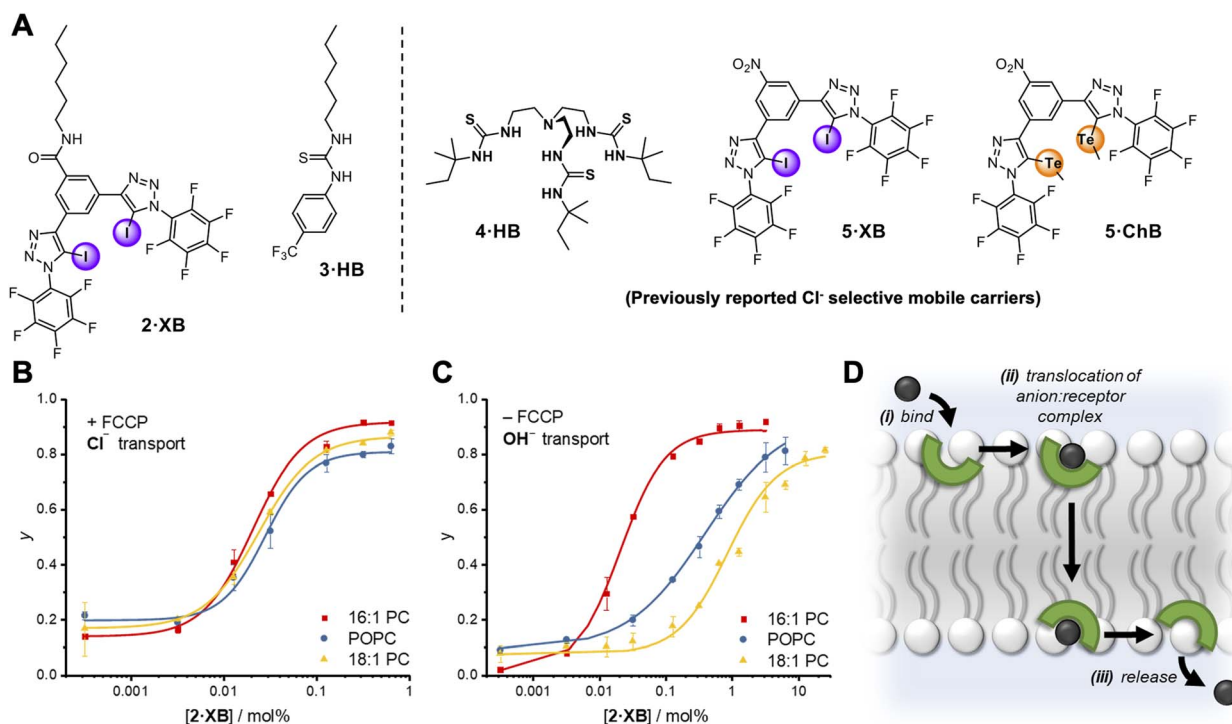 A
O
NH
N
N
N
I
I
N
N
N
F
F
F
F
F
F
F
F
F
F
2·XB
NH
S
NH
F₃C
3·HB
S
NH
NH
N
HN
S
NH
HN
S
HN
4·HB
O₂N
N
N
N
I
I
N
N
N
F
F
F
F
F
F
F
F
F
F
5·XB
O₂N
N
N
N
Te
Te
N
N
N
F
F
F
F
F
F
F
F
F
F
5·ChB
(Previously reported Cl⁻ selective mobile carriers)
B
+ FCCP
Cl⁻ transport
y
1.0
0.8
0.6
0.4
0.2
0.0
0.001
0.01
0.1
1
[2·XB] / mol%
16:1 PC
POPC
18:1 PC
C
– FCCP
OH⁻ transport
y
1.0
0.8
0.6
0.4
0.2
0.0
0.001
0.01
0.1
1
10
[2·XB] / mol%
16:1 PC
POPC
18:1 PC
D
(i) bind
(ii) translocation of
anion:receptor
complex
(iii) release